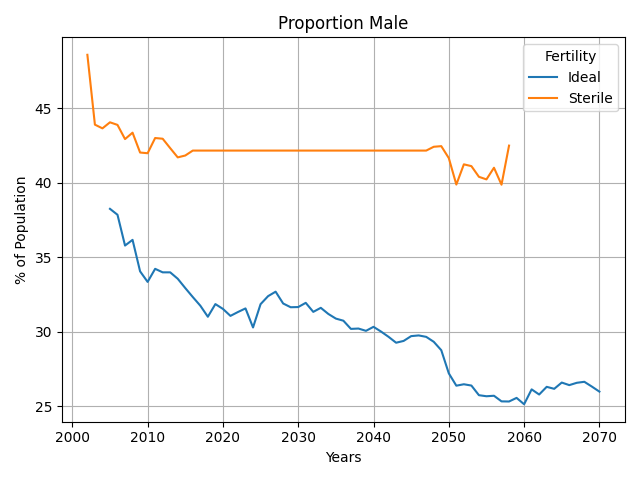 Proportion Male
% of Population
45
40
35
30
25
Fertility
Ideal
Sterile
2000 2010 2020 2030 2040 2050 2060 2070
Years